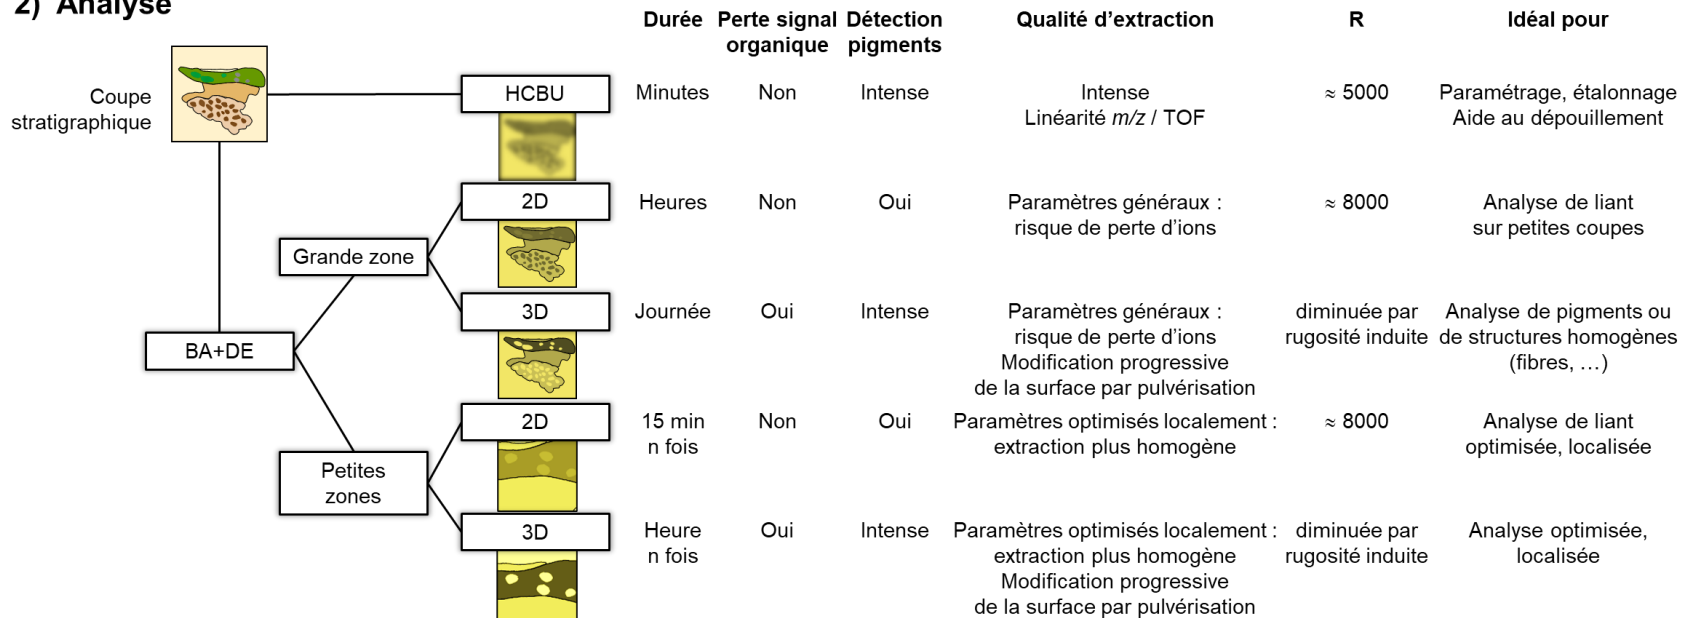 2) Analyse
Durée Perte signal organique Détection pigments Qualité d’extraction R Idéal pour
Coupe
stratigraphique
HCBU
Minutes Non Intense Intense ≈ 5000 Paramétrage, étalonnage
Linéarité m/z / TOF Aide au dépouillement
BA+DE
Grande zone
2D
Heures Non Oui Paramètres généraux : ≈ 8000 Analyse de liant
risque de perte d’ions sur petites coupes
3D
Journée Oui Intense Paramètres généraux : diminuée par Analyse de pigments ou
risque de perte d’ions rugosité induite de structures homogènes
Modification progressive (fibres, …)
de la surface par pulvérisation
Petites
zones
2D
15 min Non Oui Paramètres optimisés localement : ≈ 8000 Analyse de liant
n fois extraction plus homogène optimisée, localisée
3D
Heure Oui Intense Paramètres optimisés localement : diminuée par Analyse optimisée,
n fois extraction plus homogène rugosité induite localisée
Modification progressive
de la surface par pulvérisation